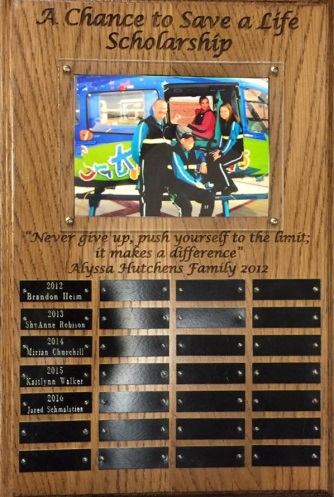 A Chance to Save a Life
Scholarship
"Never give up, push yourself to the limit;
it makes a difference"
Alyssa Hutchens Family 2012
2012
Brandon Heim
2013
ShyAnne Robison
2014
Mirian Churchill
2015
Kaitlynn Walker
2016
Jared Schmalstieg